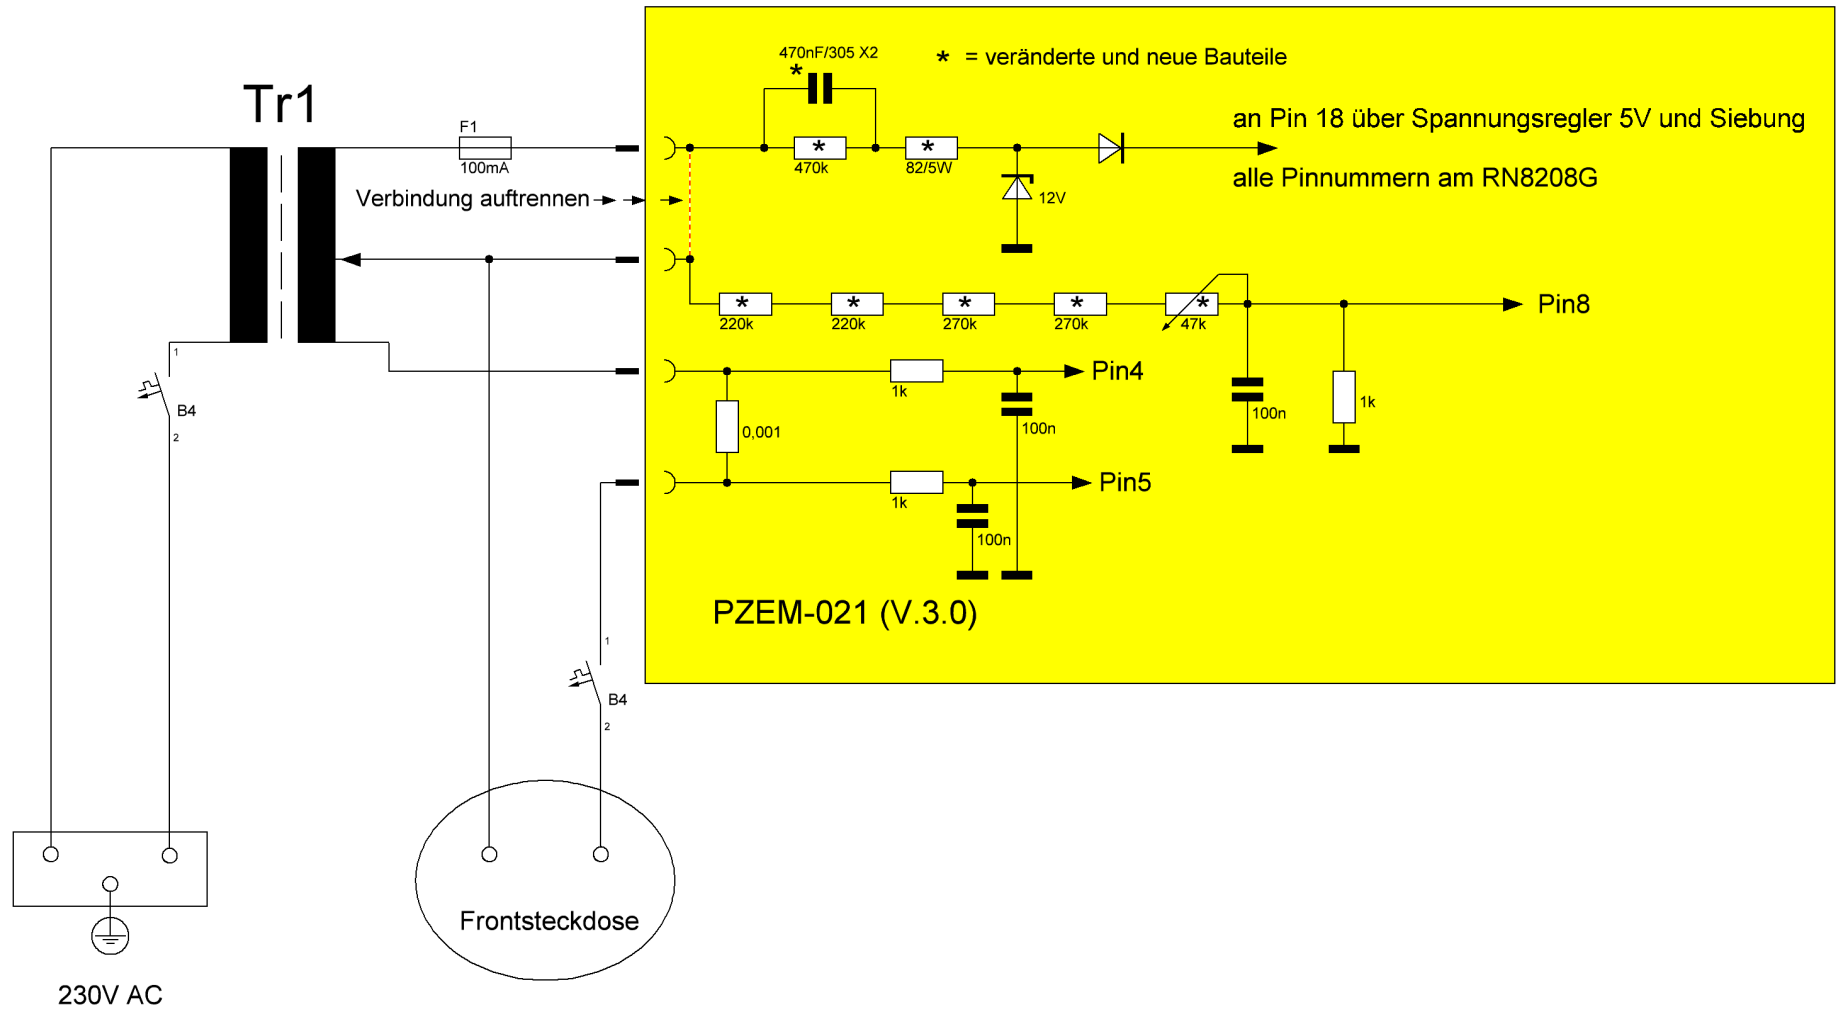 470nF/305 X2
* = veränderte und neue Bauteile
*
Tr1
F1
100mA
*
470k
*
82/5W
an Pin 18 über Spannungsregler 5V und Siebung
alle Pinnummern am RN8208G
Verbindung auftrennen
12V
*
220k
*
220k
*
270k
*
270k
*
47k
Pin8
1
B4
2
Pin4
1k
100n
0,001
100n
1k
Pin5
1k
100n
PZEM-021 (V.3.0)
1
B4
2
Frontsteckdose
230V AC